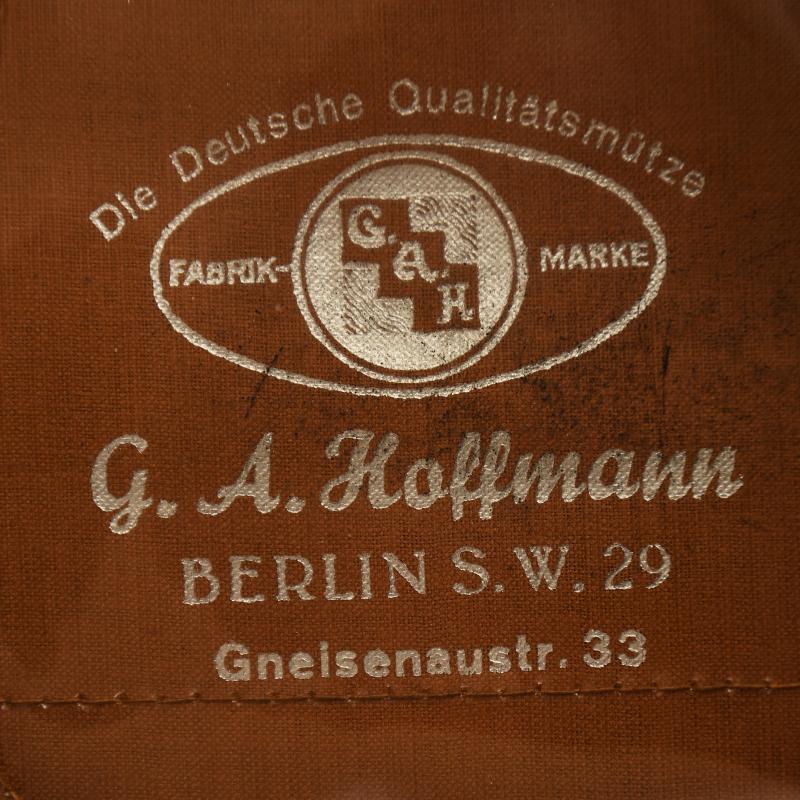 Die Deutsche Qualitätsmütze
FABRIK-MARKE
G.A.H
G. A. Hoffmann
BERLIN S.W. 29
Gneisenaustr. 33